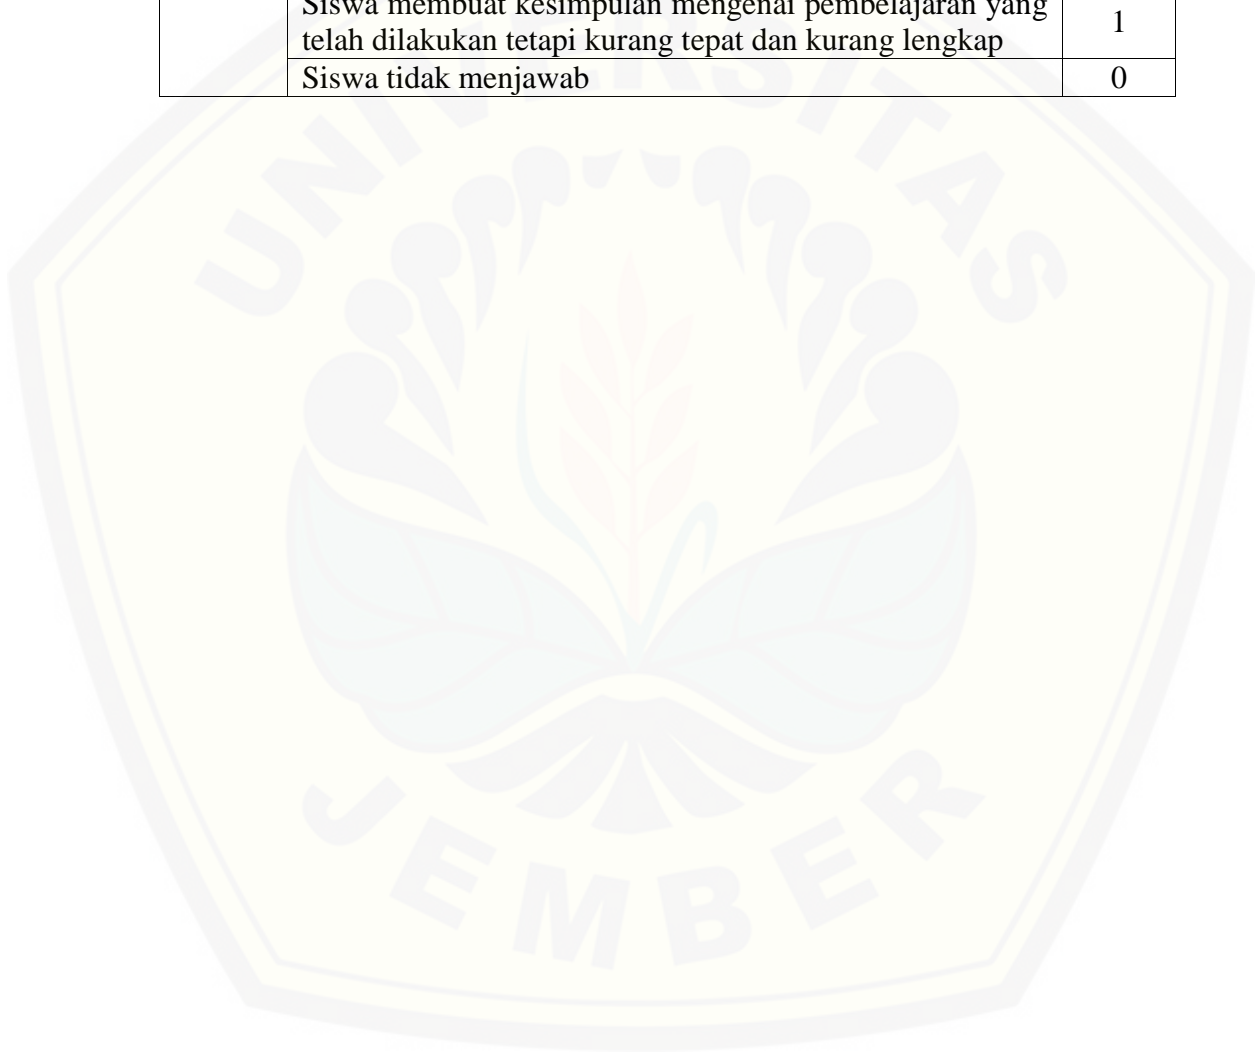 Siswa membuat kesimpulan mengenai pembelajaran yang
telah dilakukan tetapi kurang tepat dan kurang lengkap
1
Siswa tidak menjawab
0
UNIVERSITAS
JEMBER